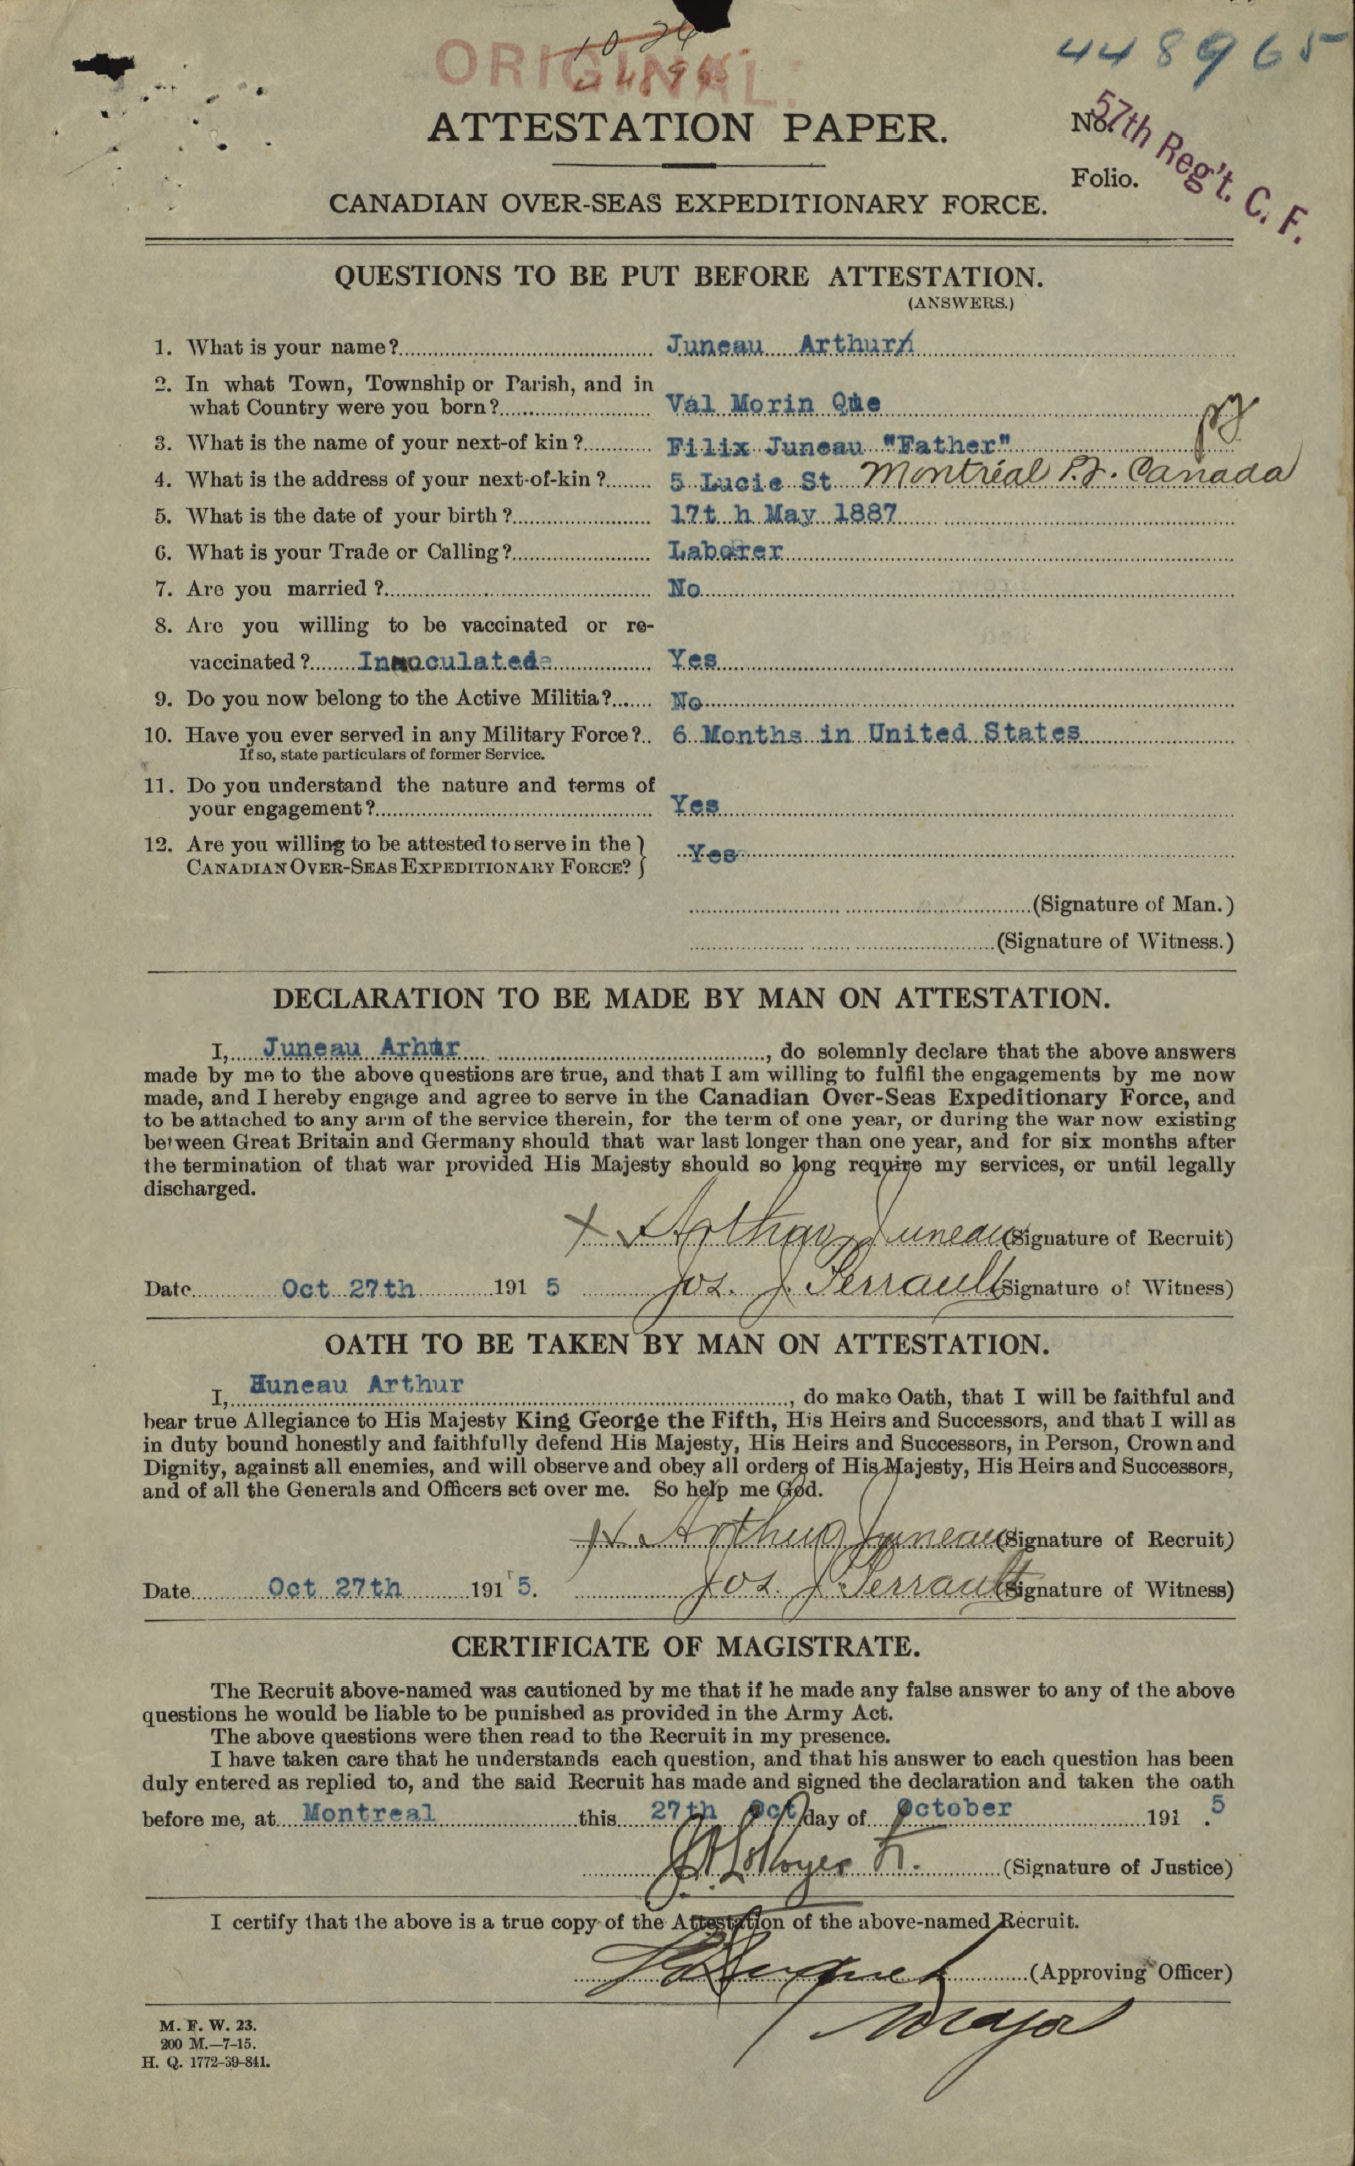 ORIGINAL.
10 24
448965
ATTESTATION PAPER.
No.
57th Reg't. C. F.
Folio.
CANADIAN OVER-SEAS EXPEDITIONARY FORCE.
QUESTIONS TO BE PUT BEFORE ATTESTATION.
(ANSWERS.)
1. What is your name? Juneau Arthur
2. In what Town, Township or Parish, and in
what Country were you born? Val Morin Que
3. What is the name of your next-of kin? Filix Juneau "Father"
4. What is the address of your next-of-kin? 5 Lucie St Montréal P.Q. Canada
5. What is the date of your birth? 17t h May 1887
6. What is your Trade or Calling? Laborer
7. Are you married? No
8. Are you willing to be vaccinated or re-
vaccinated? Innoculated Yes
9. Do you now belong to the Active Militia? No
10. Have you ever served in any Military Force? 6 Months in United States
If so, state particulars of former Service.
11. Do you understand the nature and terms of
your engagement? Yes
12. Are you willing to be attested to serve in the
CANADIAN OVER-SEAS EXPEDITIONARY FORCE? } Yes
(Signature of Man.)
(Signature of Witness.)
DECLARATION TO BE MADE BY MAN ON ATTESTATION.
I, Juneau Arhur, do solemnly declare that the above answers
made by me to the above questions are true, and that I am willing to fulfil the engagements by me now
made, and I hereby engage and agree to serve in the Canadian Over-Seas Expeditionary Force, and
to be attached to any arm of the service therein, for the term of one year, or during the war now existing
between Great Britain and Germany should that war last longer than one year, and for six months after
the termination of that war provided His Majesty should so long require my services, or until legally
discharged.
X Arthur Juneau (Signature of Recruit)
Date Oct 27th 191 5 Jos. J. Perrault (Signature of Witness)
OATH TO BE TAKEN BY MAN ON ATTESTATION.
I, Huneau Arthur, do make Oath, that I will be faithful and
bear true Allegiance to His Majesty King George the Fifth, His Heirs and Successors, and that I will as
in duty bound honestly and faithfully defend His Majesty, His Heirs and Successors, in Person, Crown and
Dignity, against all enemies, and will observe and obey all orders of His Majesty, His Heirs and Successors,
and of all the Generals and Officers set over me. So help me God.
X Arthur Juneau (Signature of Recruit)
Date Oct 27th 191 5. Jos. J. Perrault (Signature of Witness)
CERTIFICATE OF MAGISTRATE.
The Recruit above-named was cautioned by me that if he made any false answer to any of the above
questions he would be liable to be punished as provided in the Army Act.
The above questions were then read to the Recruit in my presence.
I have taken care that he understands each question, and that his answer to each question has been
duly entered as replied to, and the said Recruit has made and signed the declaration and taken the oath
before me, at Montreal this 27th Oct day of October 191 5.
(Signature of Justice)
I certify that the above is a true copy of the Attestation of the above-named Recruit.
(Approving Officer)
Major
M. F. W. 23.
200 M.—7-15.
H. Q. 1772-39-841.